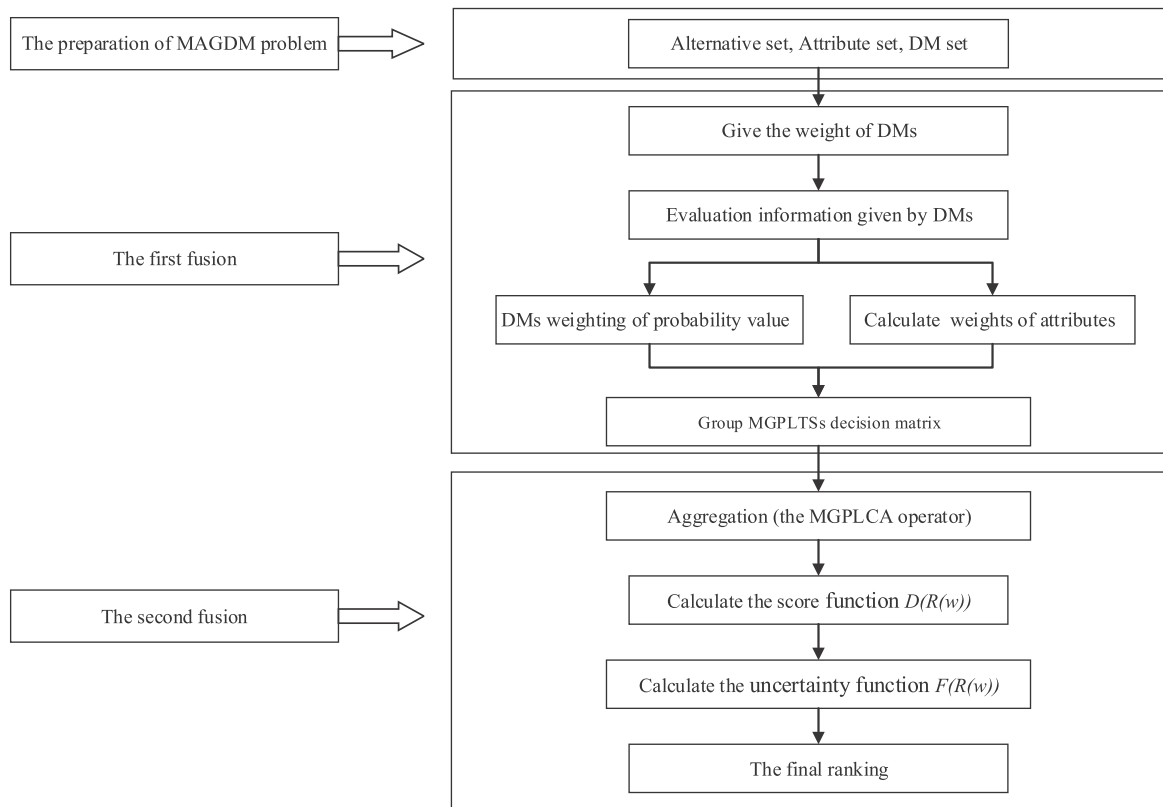 The preparation of MAGDM problem
Alternative set, Attribute set, DM set
Give the weight of DMs
Evaluation information given by DMs
The first fusion
DMs weighting of probability value
Calculate weights of attributes
Group MGPLTSs decision matrix
Aggregation (the MGPLCA operator)
Calculate the score function D(R(w))
The second fusion
Calculate the uncertainty function F(R(w))
The final ranking